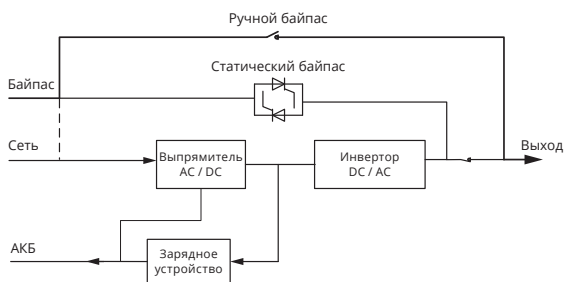 Ручной байпас
Статический байпас
Байпас
Сеть
Выпрямитель
AC / DC
Инвертор
DC / AC
Выход
АКБ
Зарядное
устройство